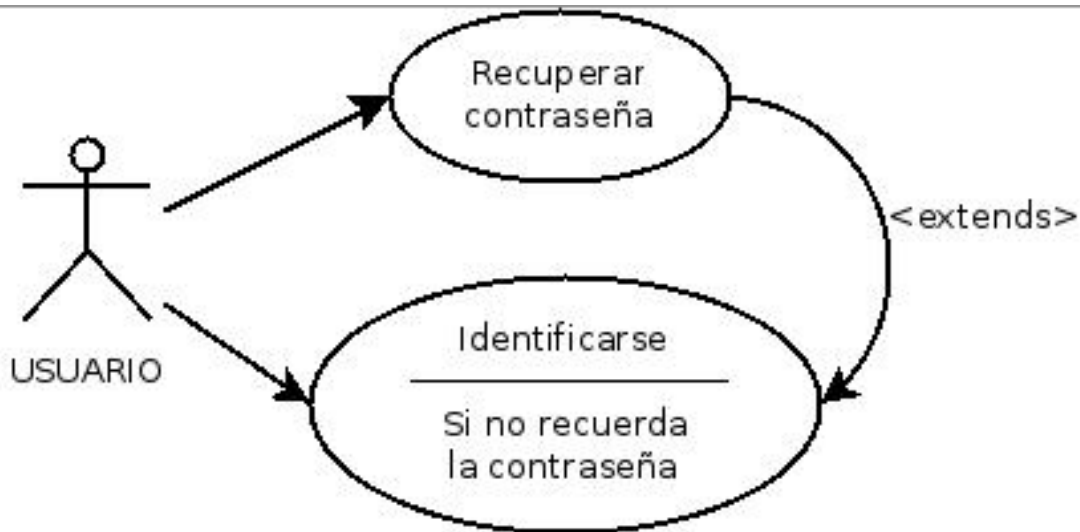 Recuperar
contraseña
<extends>
USUARIO
Identificarse
Si no recuerda
la contraseña